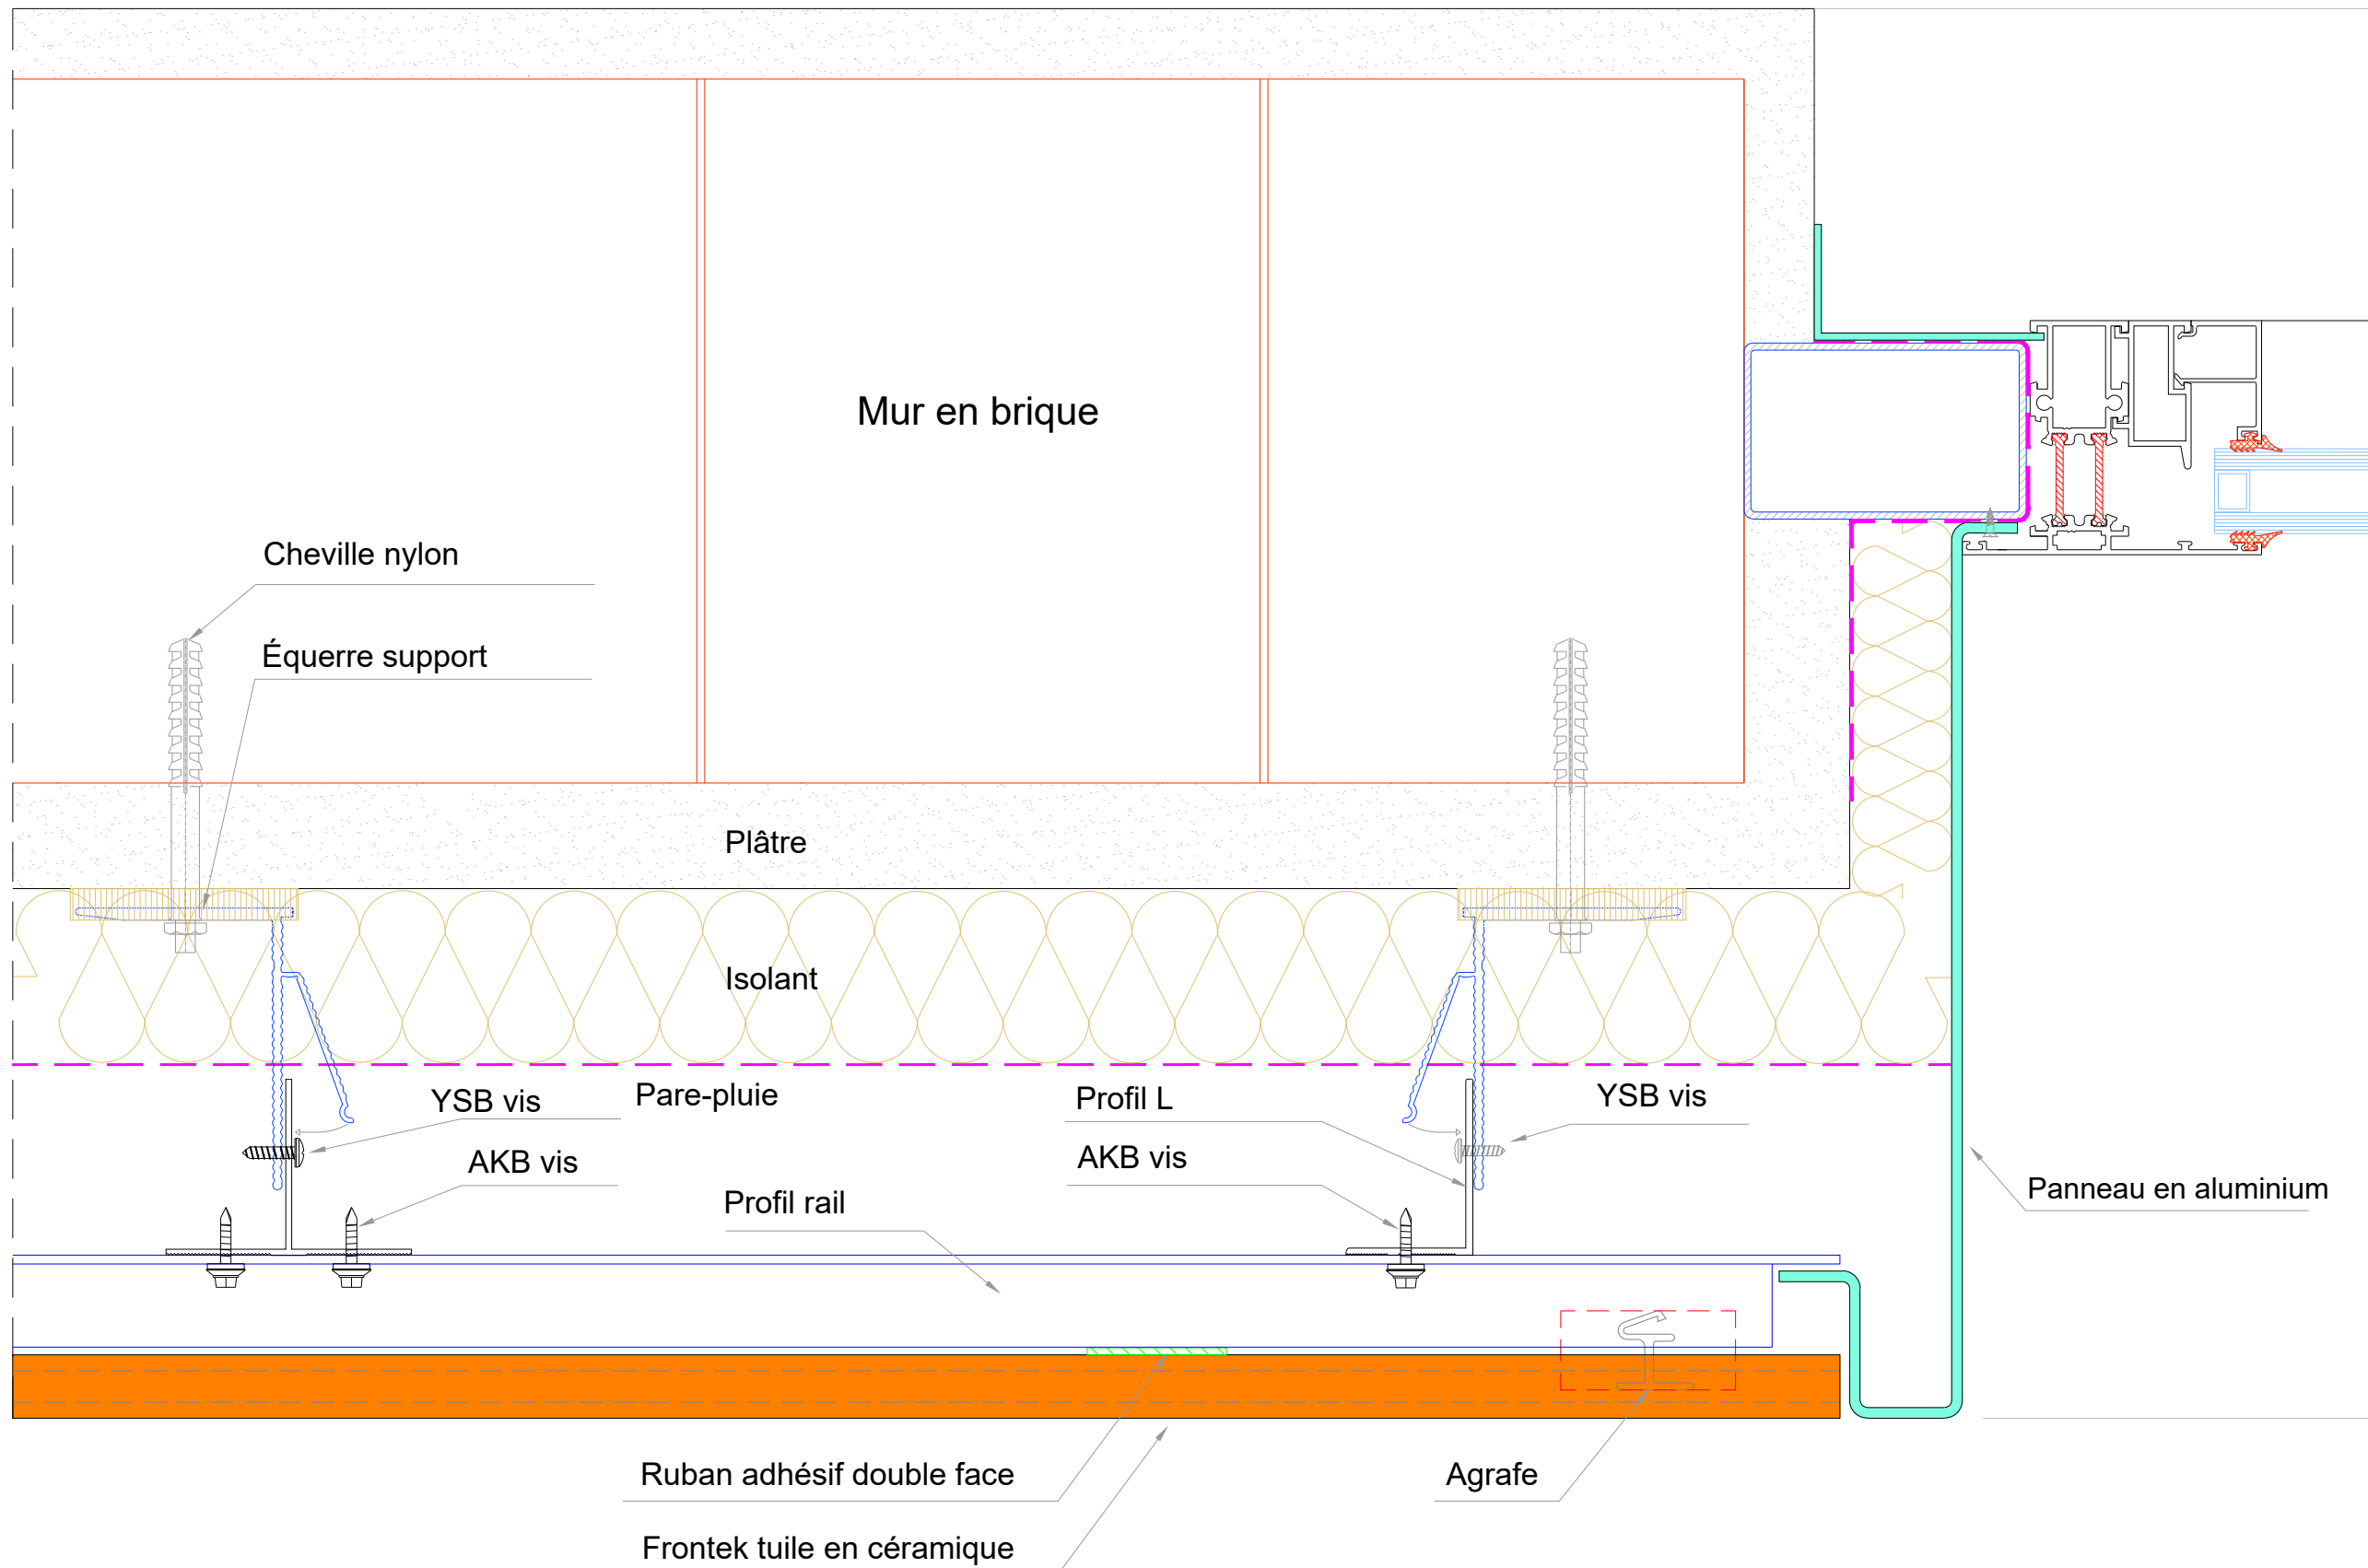 Mur en brique
Cheville nylon
Équerre support
Plâtre
Isolant
YSB vis
Pare-pluie
Profil L
YSB vis
AKB vis
AKB vis
Profil rail
Panneau en aluminium
Ruban adhésif double face
Agrafe
Frontek tuile en céramique